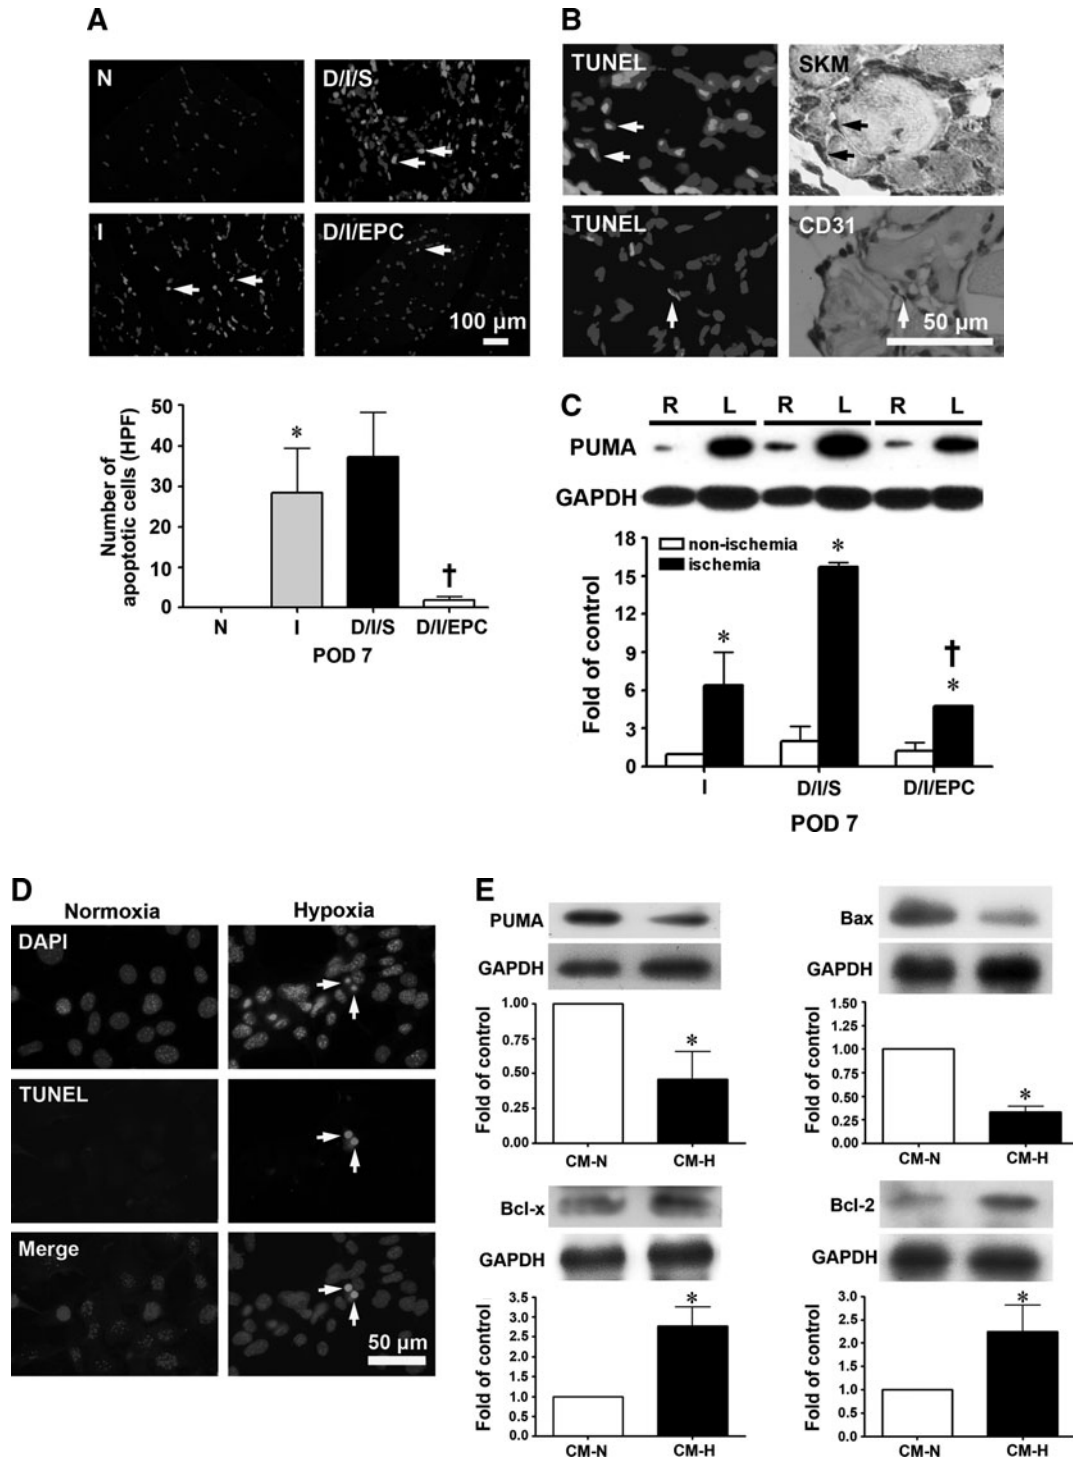 A
N
D/I/S
I
D/I/EPC
100 µm
Number of
apoptotic cells (HPF)
50
40
30
20
10
0
*
†
N
I
D/I/S
D/I/EPC
POD 7
B
TUNEL
SKM
TUNEL
CD31
50 µm
C
R
L
R
L
R
L
PUMA
GAPDH
Fold of control
18
15
9
6
3
0
non-ischemia
ischemia
*
*
†
*
I
D/I/S
D/I/EPC
POD 7
D
Normoxia
Hypoxia
DAPI
TUNEL
Merge
50 µm
E
PUMA
GAPDH
Fold of control
1.00
0.75
0.50
0.25
0.00
*
CM-N
CM-H
Bax
GAPDH
Fold of control
1.50
1.25
1.00
0.75
0.50
0.25
0.00
*
CM-N
CM-H
Bcl-x
GAPDH
Fold of control
3.5
3.0
2.5
2.0
1.5
1.0
0.5
0.0
*
CM-N
CM-H
Bcl-2
GAPDH
Fold of control
3.0
2.5
2.0
1.5
1.0
0.5
0.0
*
CM-N
CM-H